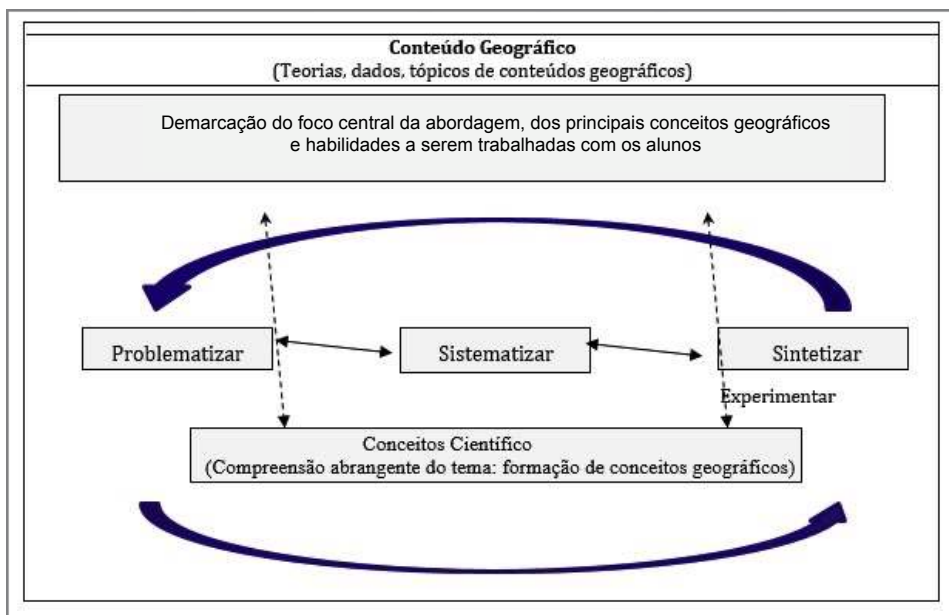 Conteúdo Geográfico
(Teorias, dados, tópicos de conteúdos geográficos)
Demarcação do foco central da abordagem, dos principais conceitos geográficos
e habilidades a serem trabalhadas com os alunos
Problematizar
Sistematizar
Sintetizar
Experimentar
Conceitos Científico
(Compreensão abrangente do tema: formação de conceitos geográficos)